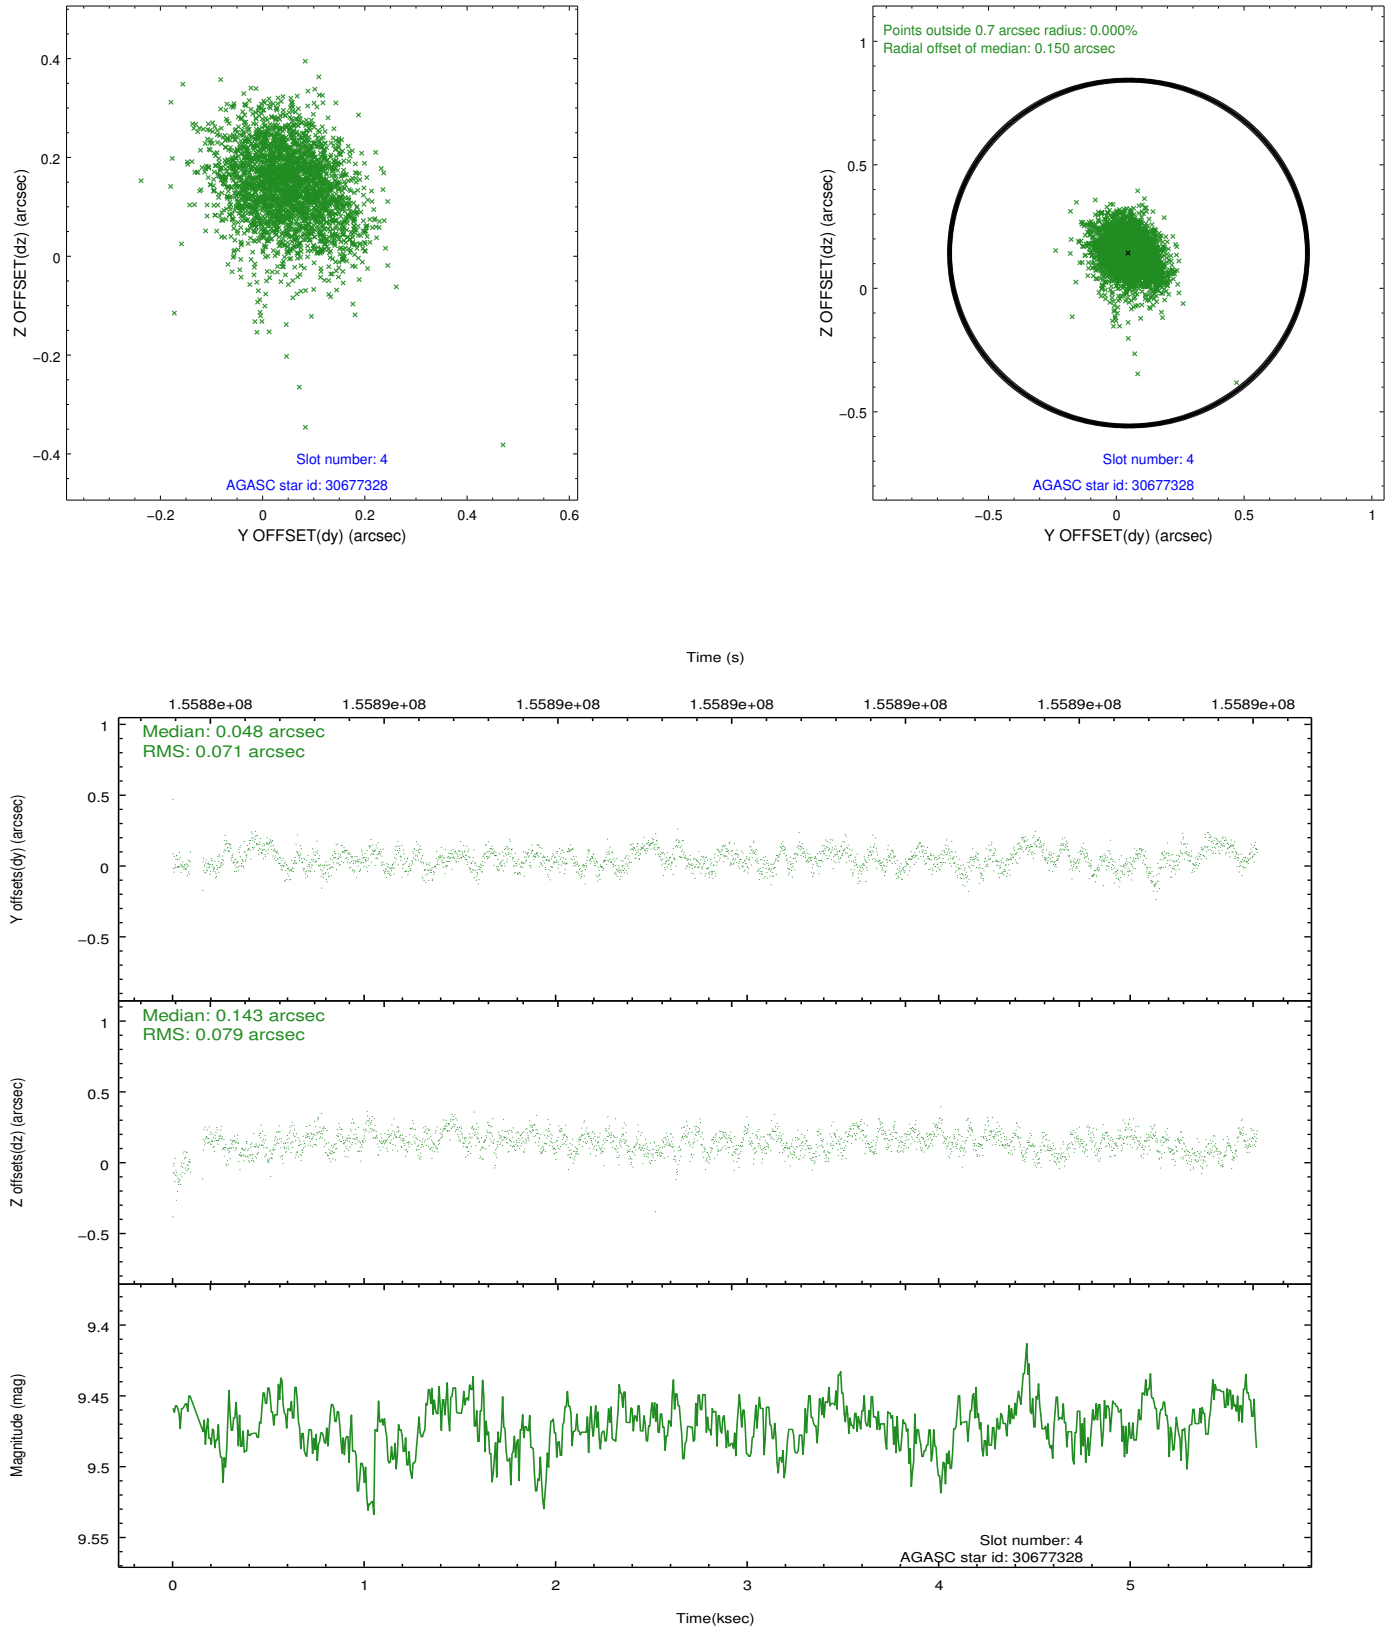 0.4
0.2
0
−0.2
−0.4
Z OFFSET(dz) (arcsec)
Slot number: 4
AGASC star id: 30677328
−0.2 0 0.2 0.4 0.6
Y OFFSET(dy) (arcsec)
Points outside 0.7 arcsec radius: 0.000%
Radial offset of median: 0.150 arcsec
1
0.5
0
−0.5
Z OFFSET(dz) (arcsec)
Slot number: 4
AGASC star id: 30677328
−0.5 0 0.5 1
Y OFFSET(dy) (arcsec)
Time (s)
1.5588e+08 1.5589e+08 1.5589e+08 1.5589e+08 1.5589e+08 1.5589e+08 1.5589e+08
Median: 0.048 arcsec
RMS: 0.071 arcsec
1
0.5
0
−0.5
Y offsets(dy) (arcsec)
Median: 0.143 arcsec
RMS: 0.079 arcsec
1
0.5
0
−0.5
Z offsets(dz) (arcsec)
9.4
9.45
9.5
9.55
Magnitude (mag)
Slot number: 4
AGASC star id: 30677328
0 1 2 3 4 5
Time(ksec)